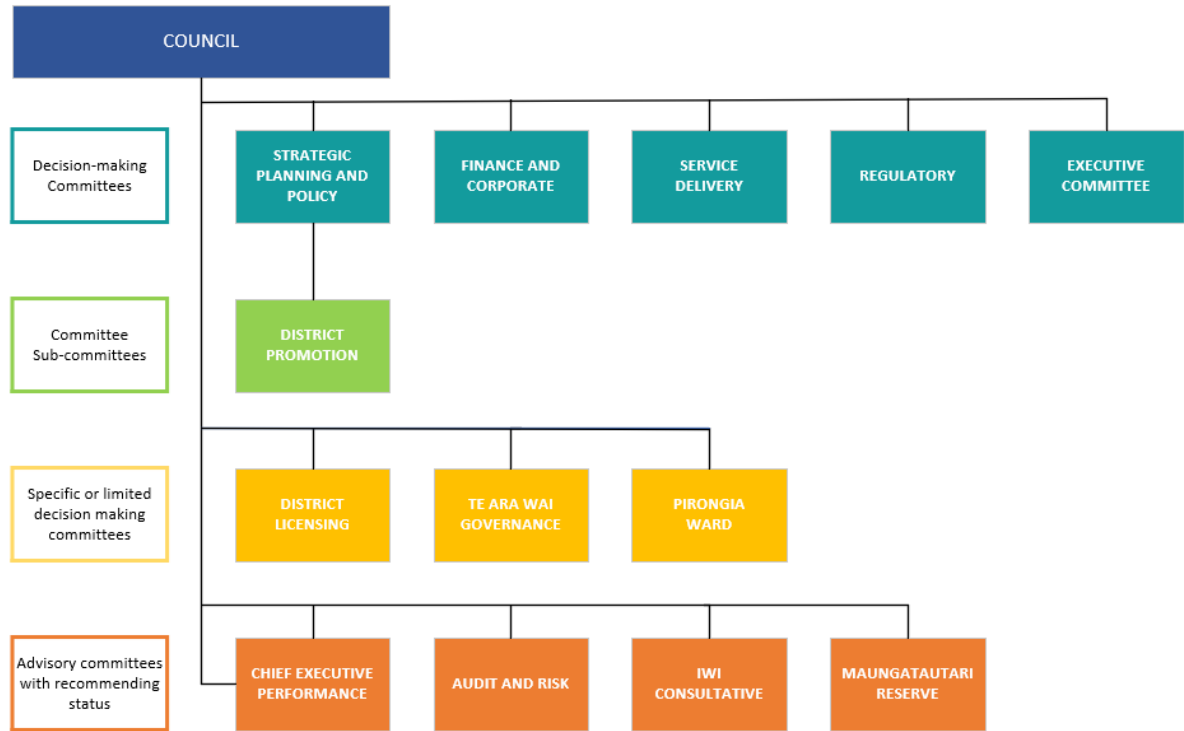 COUNCIL
Decision-making
Committees
STRATEGIC
PLANNING AND
POLICY
FINANCE AND
CORPORATE
SERVICE
DELIVERY
REGULATORY
EXECUTIVE
COMMITTEE
Committee
Sub-committees
DISTRICT
PROMOTION
Specific or limited
decision making
committees
DISTRICT
LICENSING
TE ARA WAI
GOVERNANCE
PIRONGIA
WARD
Advisory committees
with recommending
status
CHIEF EXECUTIVE
PERFORMANCE
AUDIT AND RISK
IWI
CONSULTATIVE
MAUNGATAUTARI
RESERVE